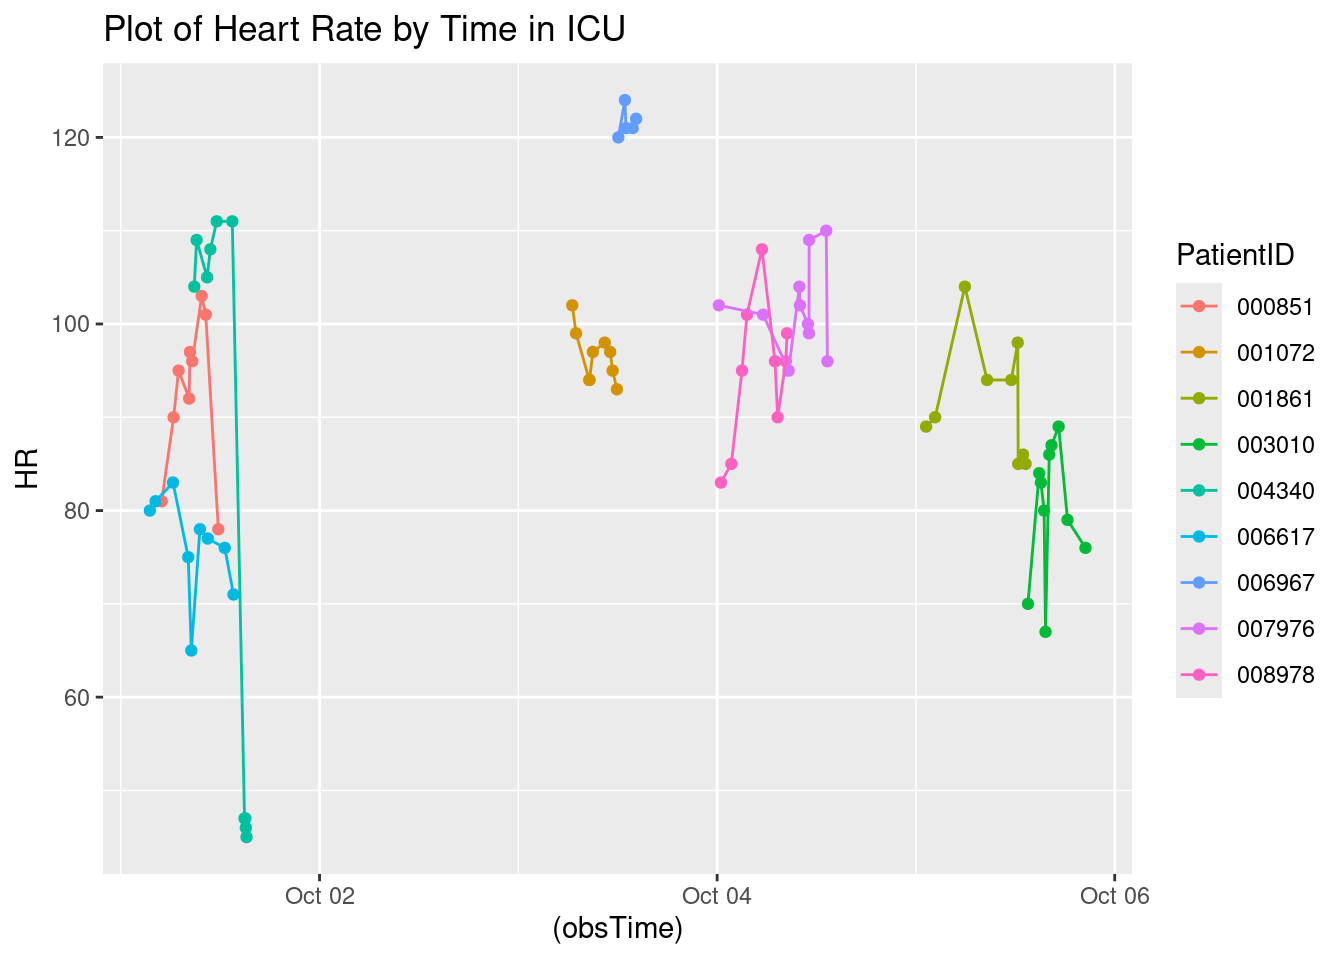 Plot of Heart Rate by Time in ICU
HR
120
100
80
60
Oct 02
Oct 04
Oct 06
(obsTime)
PatientID
000851
001072
001861
003010
004340
006617
006967
007976
008978